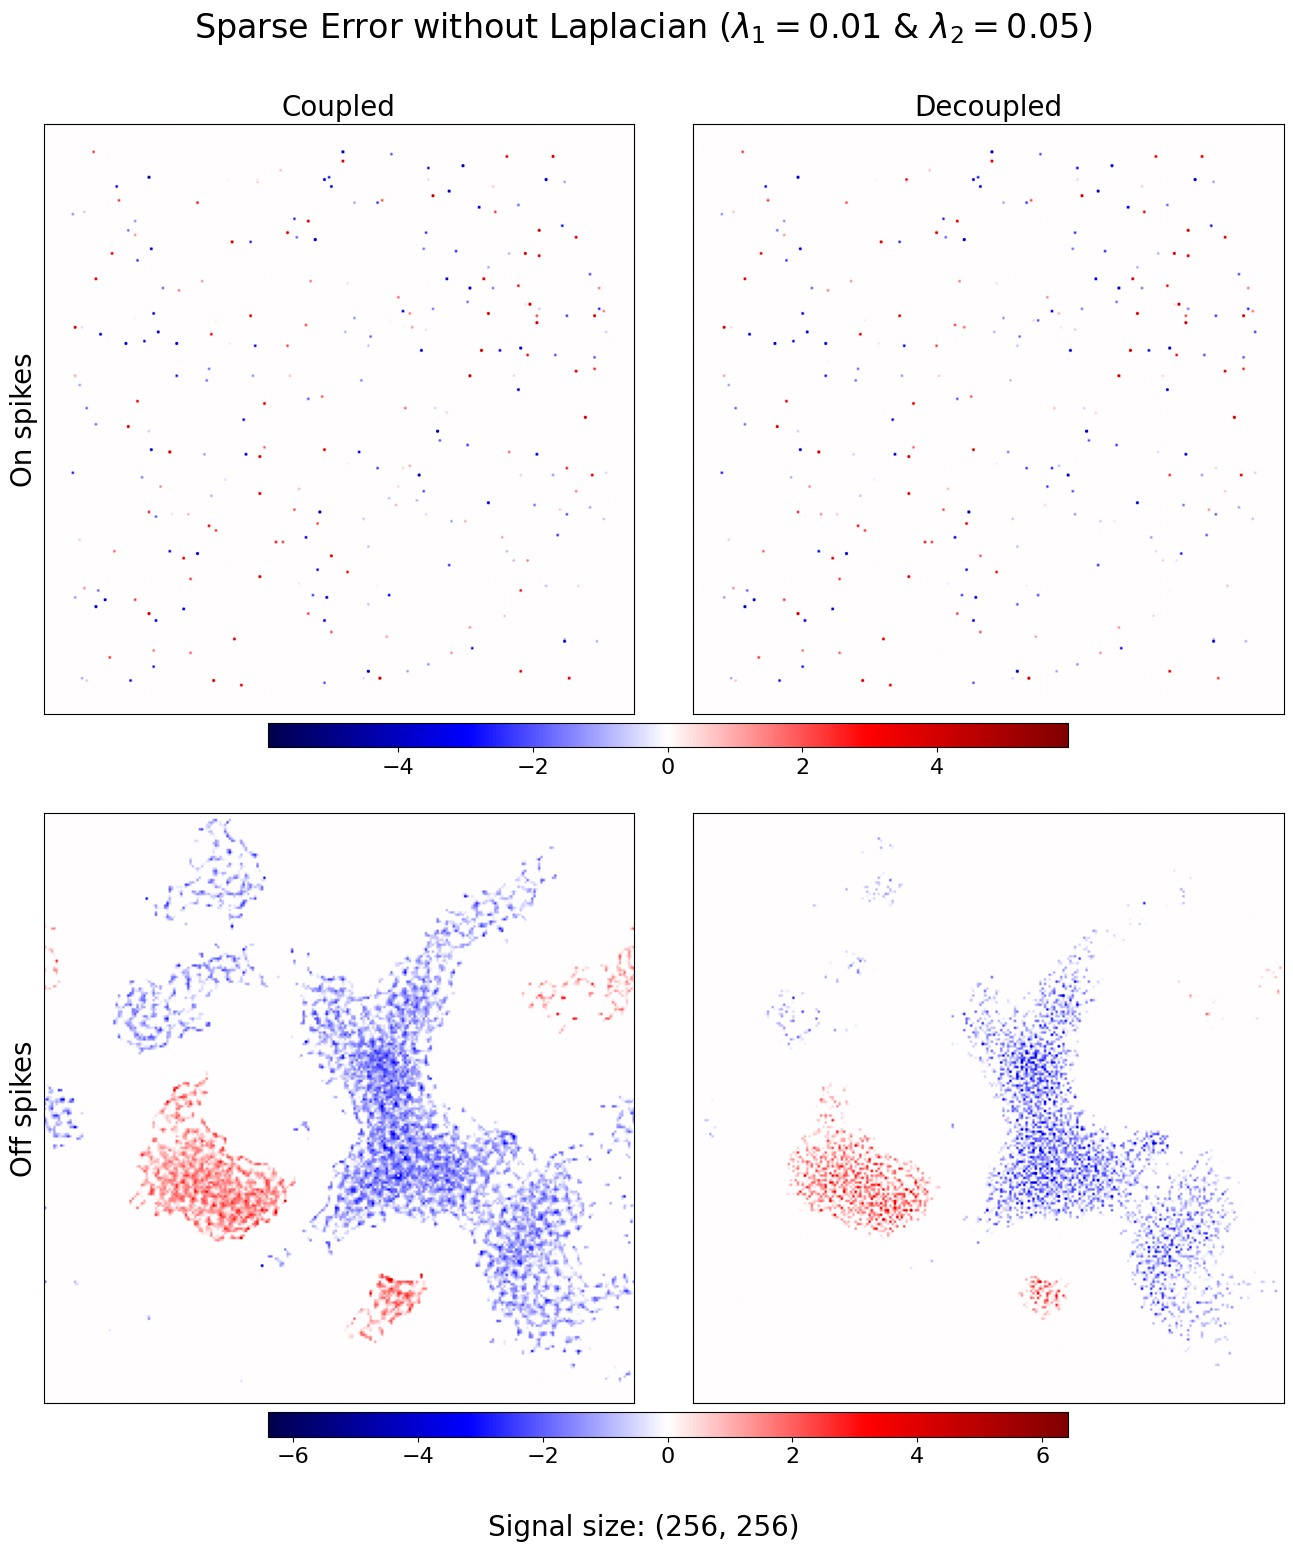 Sparse Error without Laplacian (λ₁ = 0.01 & λ₂ = 0.05)
Coupled Decoupled
On spikes
−4 −2 0 2 4
Off spikes
−6 −4 −2 0 2 4 6
Signal size: (256, 256)